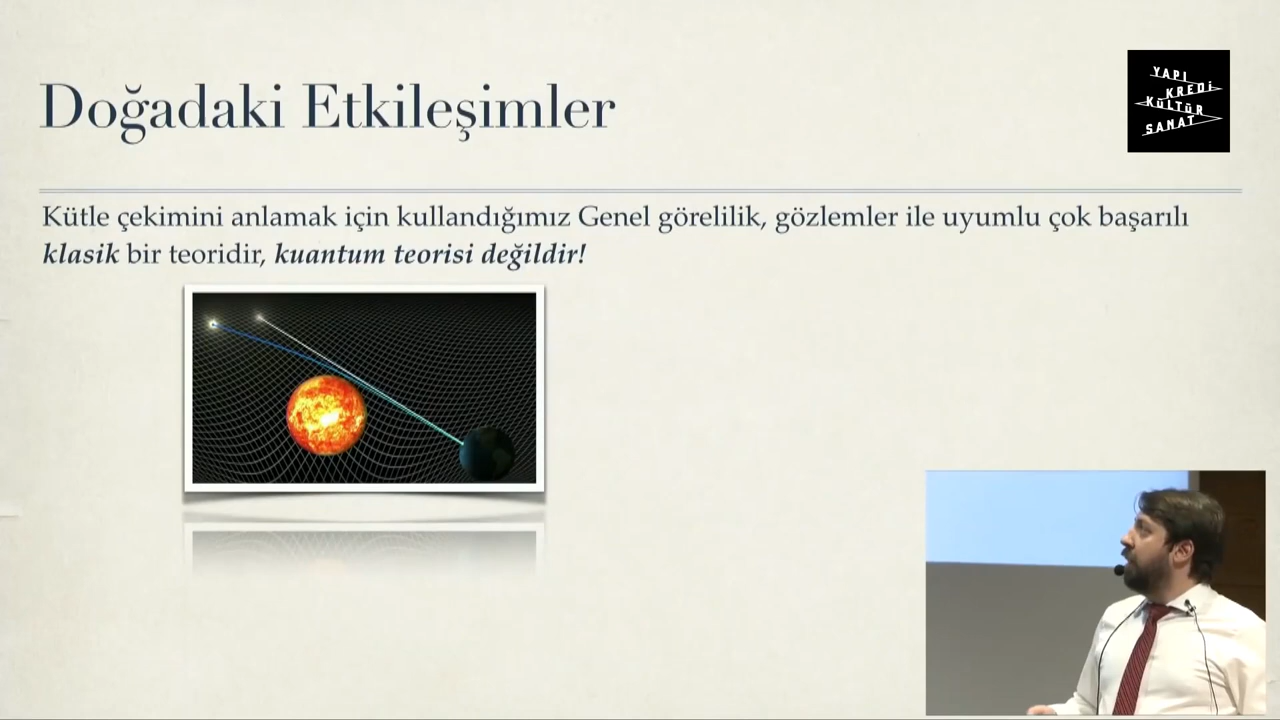 Doğadaki Etkileşimler
YAPI
KREDİ
KÜLTÜR
SANAT
Kütle çekimini anlamak için kullandığımız Genel görelilik, gözlemler ile uyumlu çok başarılı
klasik bir teoridir, kuantum teorisi değildir!